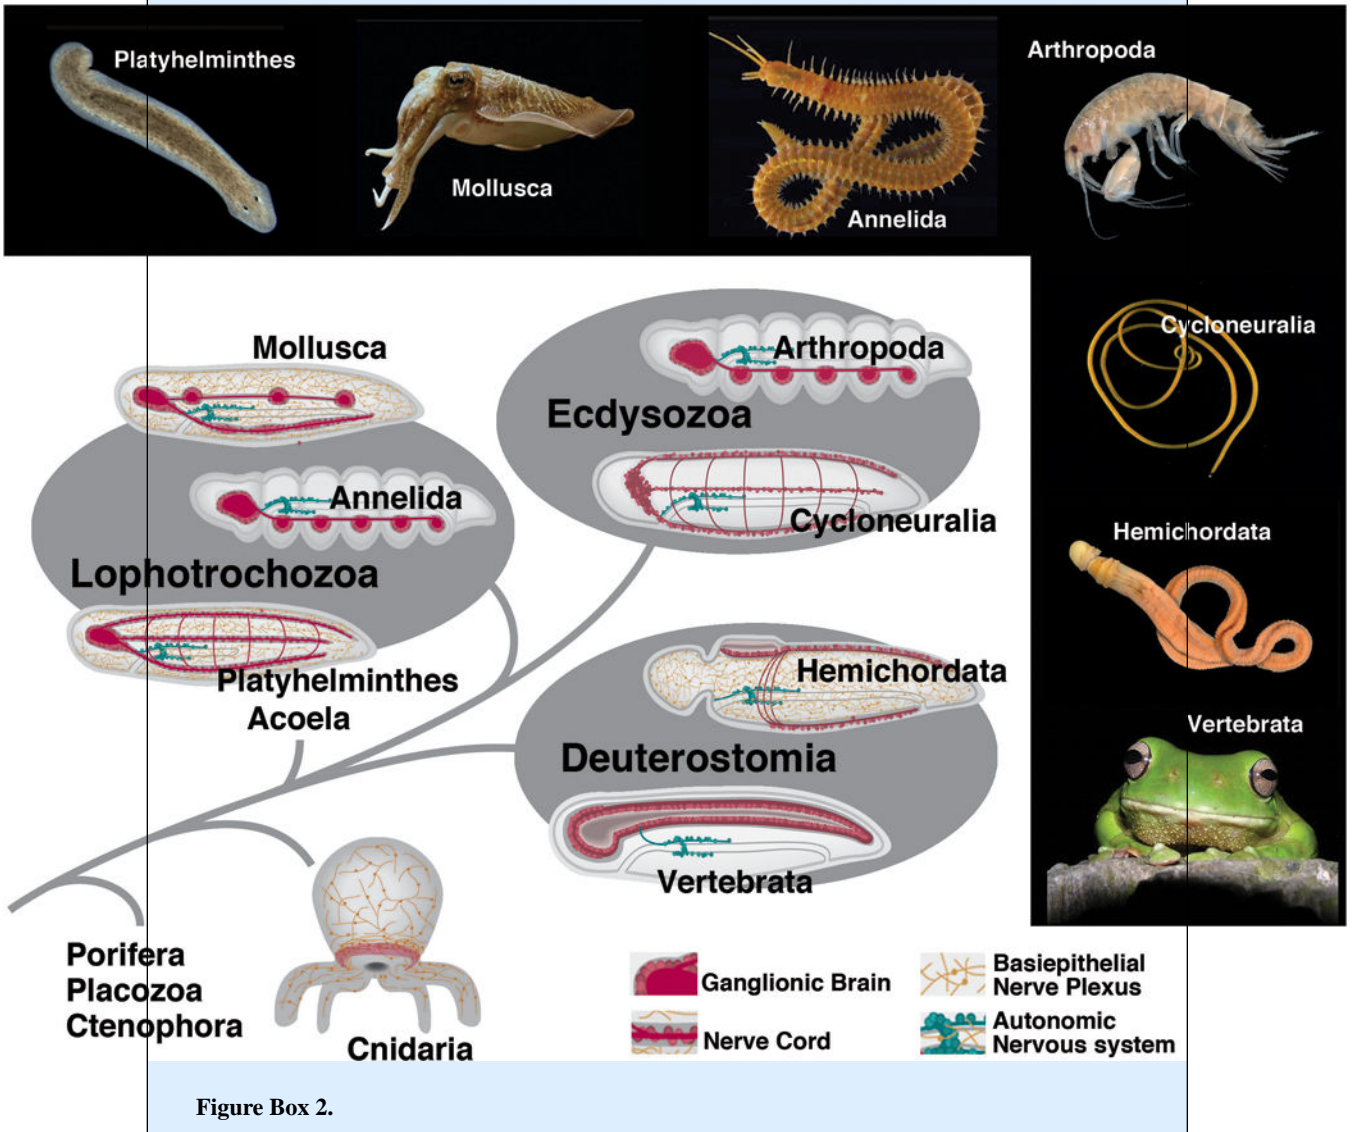 Platyhelminthes
Mollusca
Annelida
Arthropoda
Cycloneuralia
Hemichordata
Vertebrata
Mollusca
Annelida
Lophotrochozoa
Platyhelminthes
Acoela
Arthropoda
Ecdysozoa
Cycloneuralia
Hemichordata
Deuterostomia
Vertebrata
Porifera
Placozoa
Ctenophora
Cnidaria
Ganglionic Brain
Nerve Cord
Basiepithelial
Nerve Plexus
Autonomic
Nervous system
Figure Box 2.